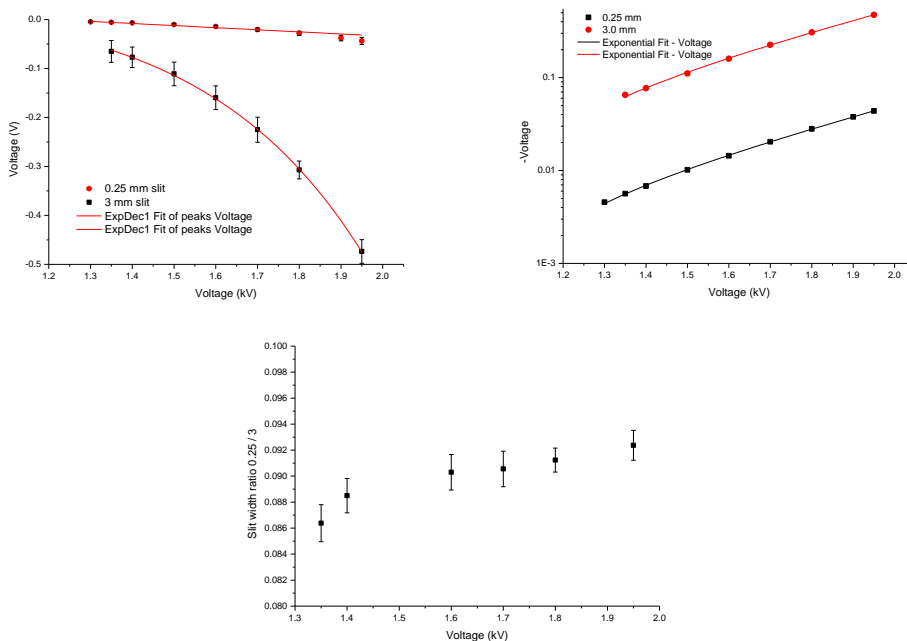 0.0
-0.1
-0.2
-0.3
-0.4
-0.5
Voltage (V)
0.25 mm slit
3 mm slit
ExpDec1 Fit of peaks Voltage
ExpDec1 Fit of peaks Voltage
1.2 1.3 1.4 1.5 1.6 1.7 1.8 1.9 2.0
Voltage (kV)
0.25 mm
3.0 mm
Exponential Fit - Voltage
Exponential Fit - Voltage
0.1
0.01
1E-3
-Voltage
1.2 1.3 1.4 1.5 1.6 1.7 1.8 1.9 2.0
Voltage (kV)
0.100
0.098
0.096
0.094
0.092
0.090
0.088
0.086
0.084
0.082
0.080
Slit width ratio 0.25 / 3
1.3 1.4 1.5 1.6 1.7 1.8 1.9 2.0
Voltage (kV)